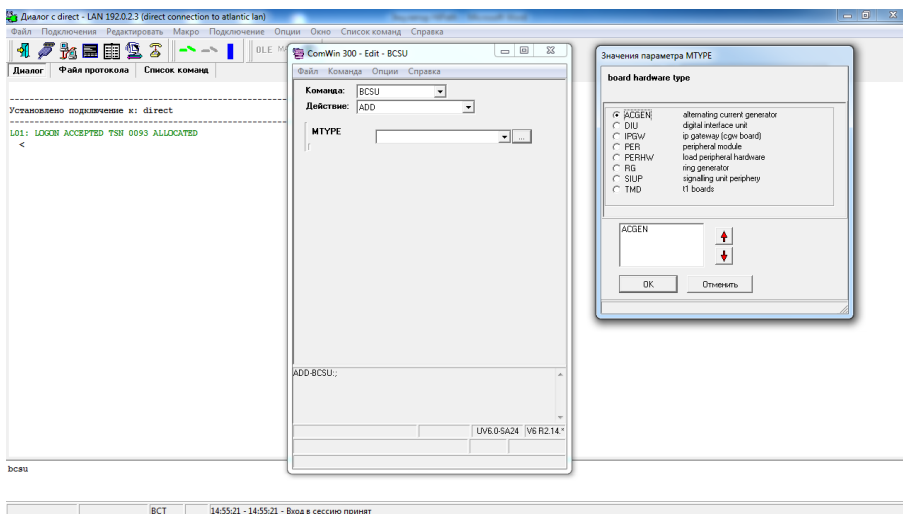 Диалог с direct - LAN 192.0.2.3 (direct connection to atlantic lan)
Файл Подключения Редактировать Макро Подключение Опции Окно Список команд Справка
OLE
Диалог Файл протокола Список команд
Установлено подключение к: direct
L01: LOGON ACCEPTED TSN 0093 ALLOCATED
<
ComWin 300 - Edit - BCSU
Файл Команда Опции Справка
Команда: BCSU
Действие: ADD
MTYPE
...
ADD-BCSU:;
UV6.0-SA24 V6 R2.14.*
Значения параметра MTYPE
board hardware type
ACGEN alternating current generator
DIU digital interface unit
IPGW ip gateway (cgw board)
PER peripheral module
PERHW load peripheral hardware
RG ring generator
SIUP signalling unit periphery
TMD t1 boards
ACGEN
OK Отменить
bcsu
BCT 14:55:21 - 14:55:21 - Вход в сессию принят